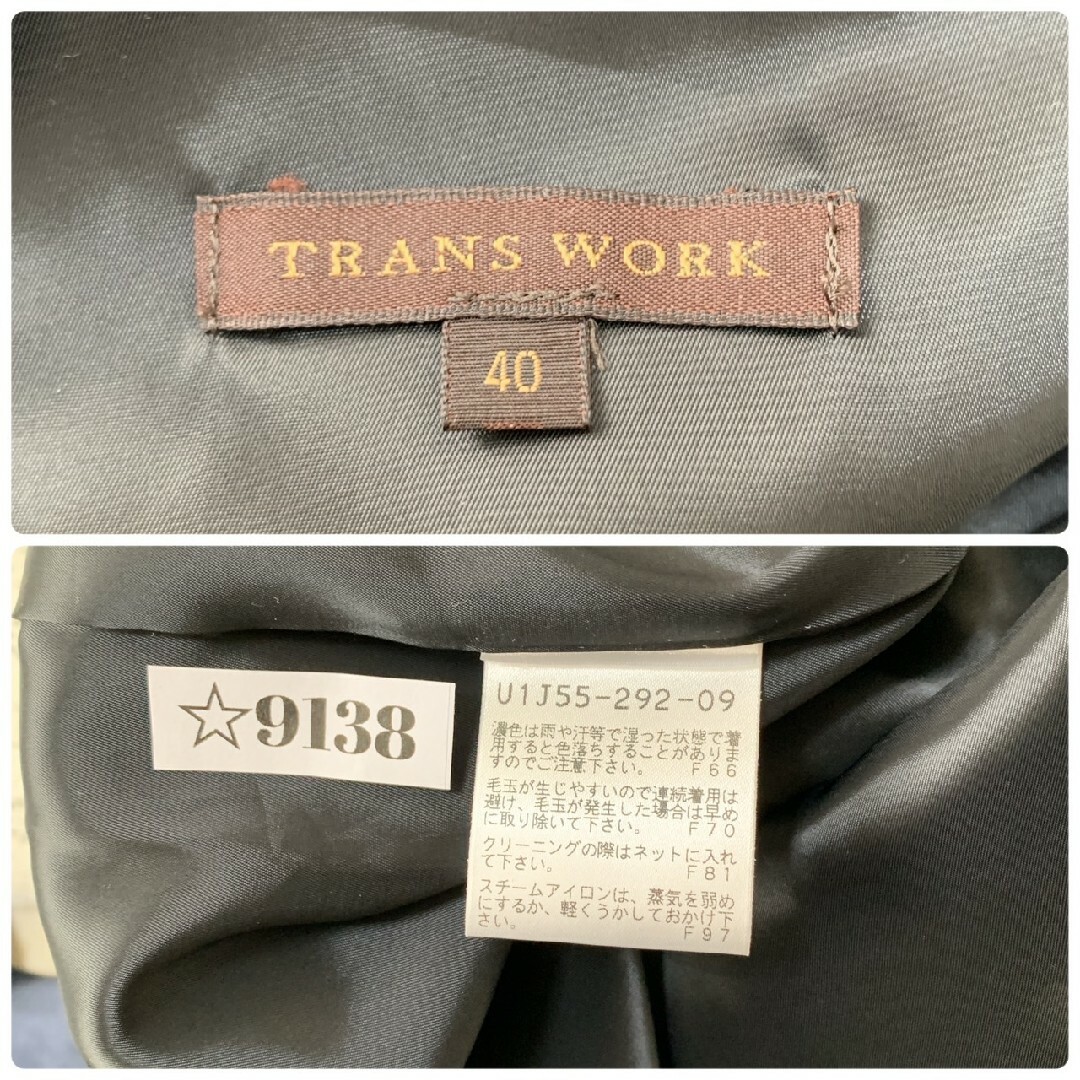 TRANS WORK
40
☆9138
U1J55-292-09
濃色は雨や汗等で湿った状態で着
用すると色落ちすることがありま
すのでご注意下さい。 F66
毛玉が生じやすいので連続着用は
避け、毛玉が発生した場合は早め
に取り除いて下さい。 F70
クリーニングの際はネットに入れ
て下さい。 F81
スチームアイロンは、蒸気を弱め
にするか、軽くうかしておかけ下
さい。 F97